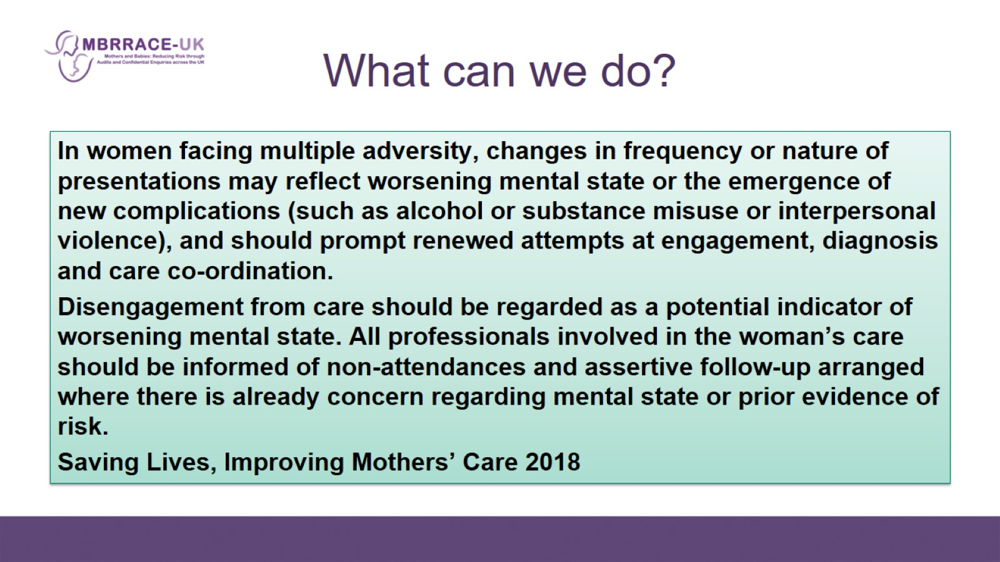 MBRRACE-UK
Mothers and Babies: Reducing Risk through
Audits and Confidential Enquiries across the UK
What can we do?
In women facing multiple adversity, changes in frequency or nature of
presentations may reflect worsening mental state or the emergence of
new complications (such as alcohol or substance misuse or interpersonal
violence), and should prompt renewed attempts at engagement, diagnosis
and care co-ordination.
Disengagement from care should be regarded as a potential indicator of
worsening mental state. All professionals involved in the woman’s care
should be informed of non-attendances and assertive follow-up arranged
where there is already concern regarding mental state or prior evidence of
risk.
Saving Lives, Improving Mothers’ Care 2018